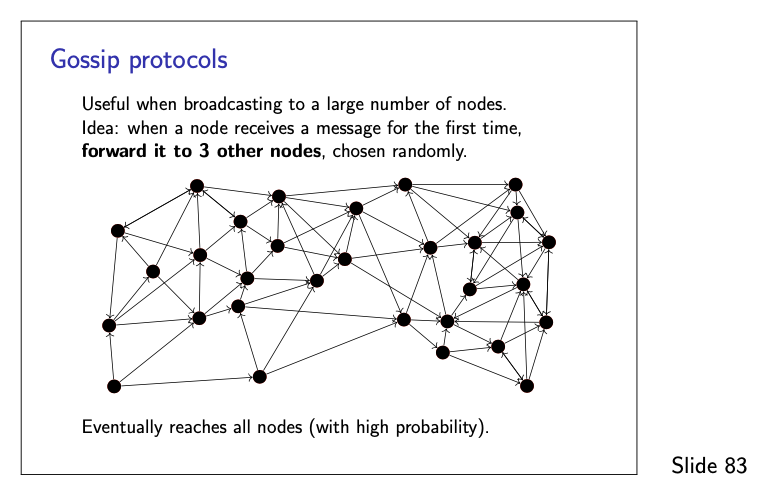 Gossip protocols
Useful when broadcasting to a large number of nodes.
Idea: when a node receives a message for the first time,
forward it to 3 other nodes, chosen randomly.
Eventually reaches all nodes (with high probability).
Slide 83